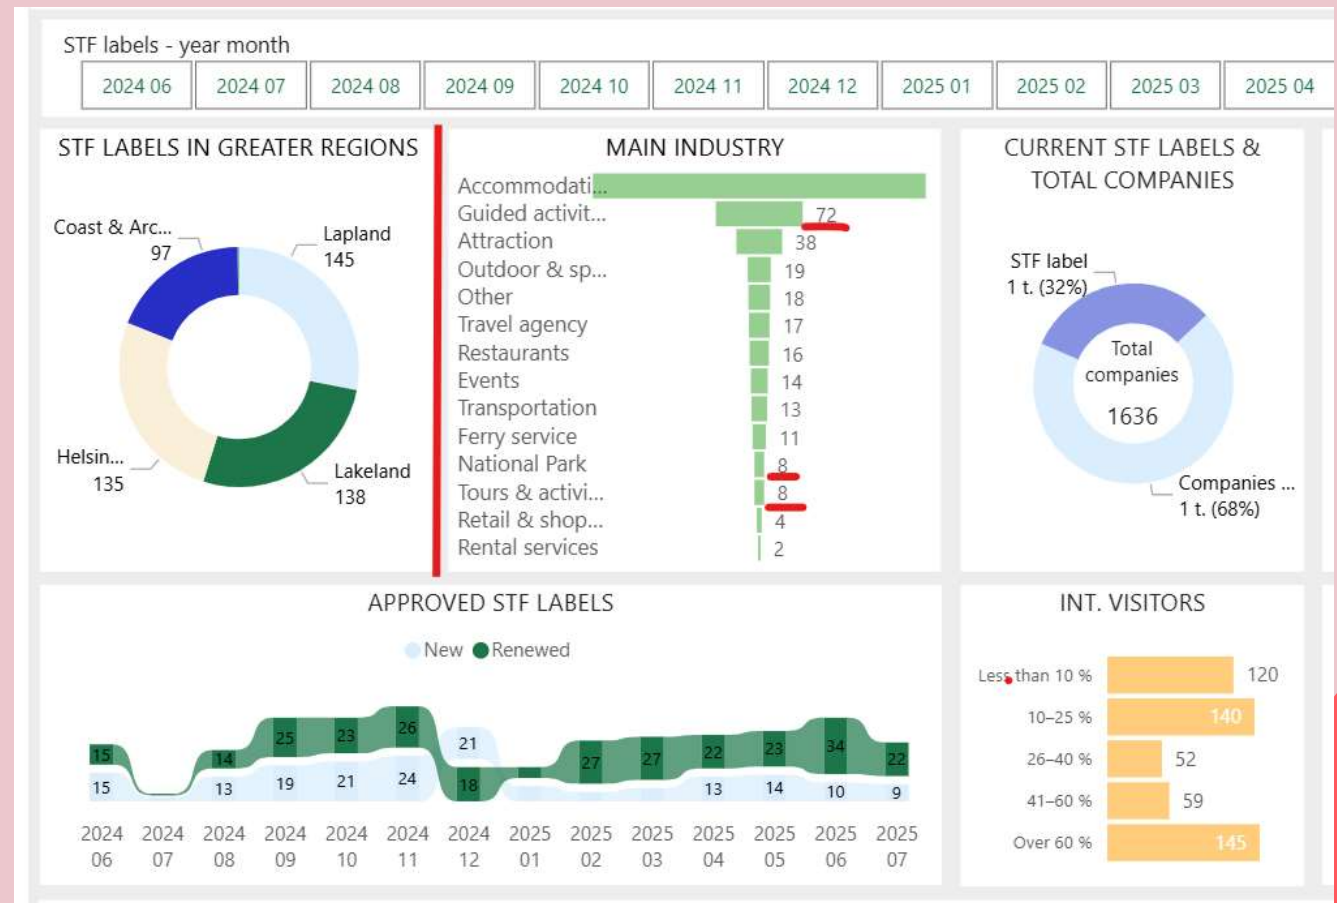 STF labels - year month
2024 06 2024 07 2024 08 2024 09 2024 10 2024 11 2024 12 2025 01 2025 02 2025 03 2025 04
STF LABELS IN GREATER REGIONS
Coast & Arc...
97
Lapland
145
Helsin...
135
Lakeland
138
MAIN INDUSTRY
Accommodati...
Guided activit... 72
Attraction 38
Outdoor & sp... 19
Other 18
Travel agency 17
Restaurants 16
Events 14
Transportation 13
Ferry service 11
National Park 8
Tours & activi... 8
Retail & shop... 4
Rental services 2
CURRENT STF LABELS &
TOTAL COMPANIES
STF label
1 t. (32%)
Total
companies
1636
Companies ...
1 t. (68%)
APPROVED STF LABELS
New Renewed
15 14 25 23 26 21 18 27 27 22 23 34 22
15 13 19 21 24 13 14 10 9
2024 2024 2024 2024 2024 2024 2024 2025 2025 2025 2025 2025 2025 2025
06 07 08 09 10 11 12 01 02 03 04 05 06 07
INT. VISITORS
Less than 10 % 120
10–25 % 140
26–40 % 52
41–60 % 59
Over 60 % 145